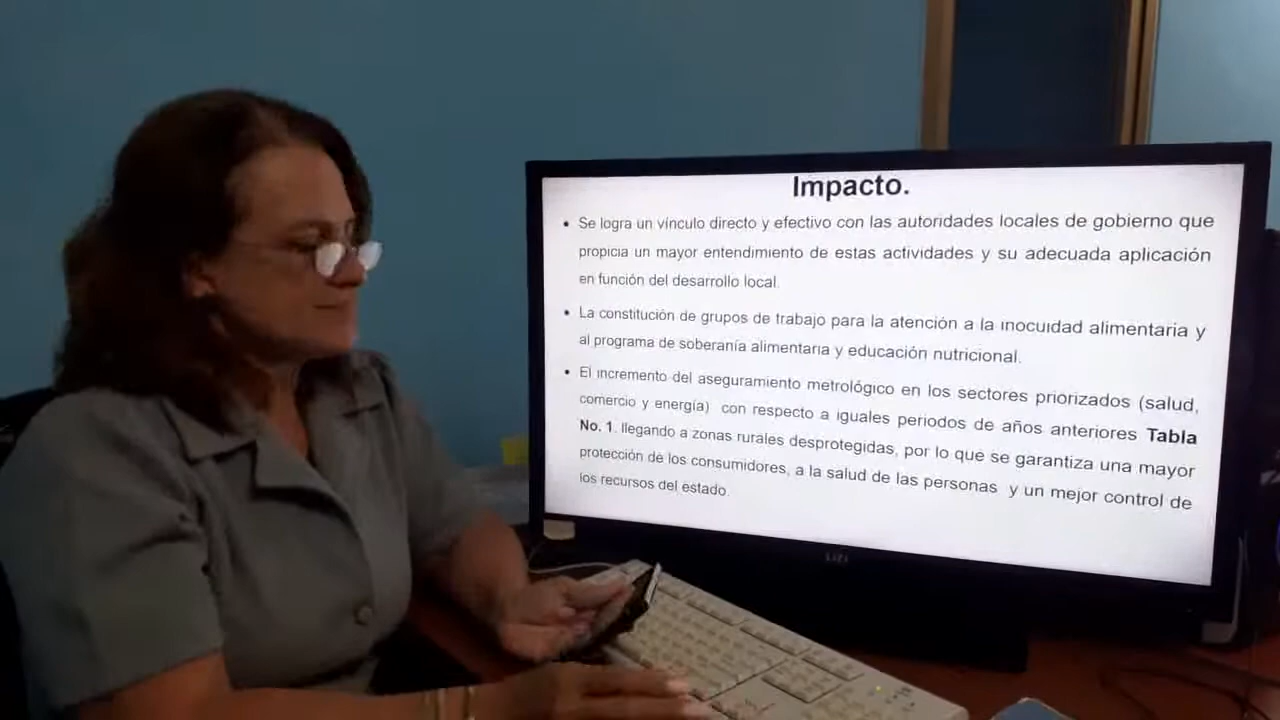 Impacto.
• Se logra un vínculo directo y efectivo con las autoridades locales de gobierno que
propicia un mayor entendimiento de estas actividades y su adecuada aplicación
en función del desarrollo local.
• La constitución de grupos de trabajo para la atención a la inocuidad alimentaria y
al programa de soberanía alimentaria y educación nutricional.
• El incremento del aseguramiento metrológico en los sectores priorizados (salud,
comercio y energía) con respecto a iguales periodos de años anteriores Tabla
No. 1. llegando a zonas rurales desprotegidas, por lo que se garantiza una mayor
protección de los consumidores, a la salud de las personas y un mejor control de
los recursos del estado.